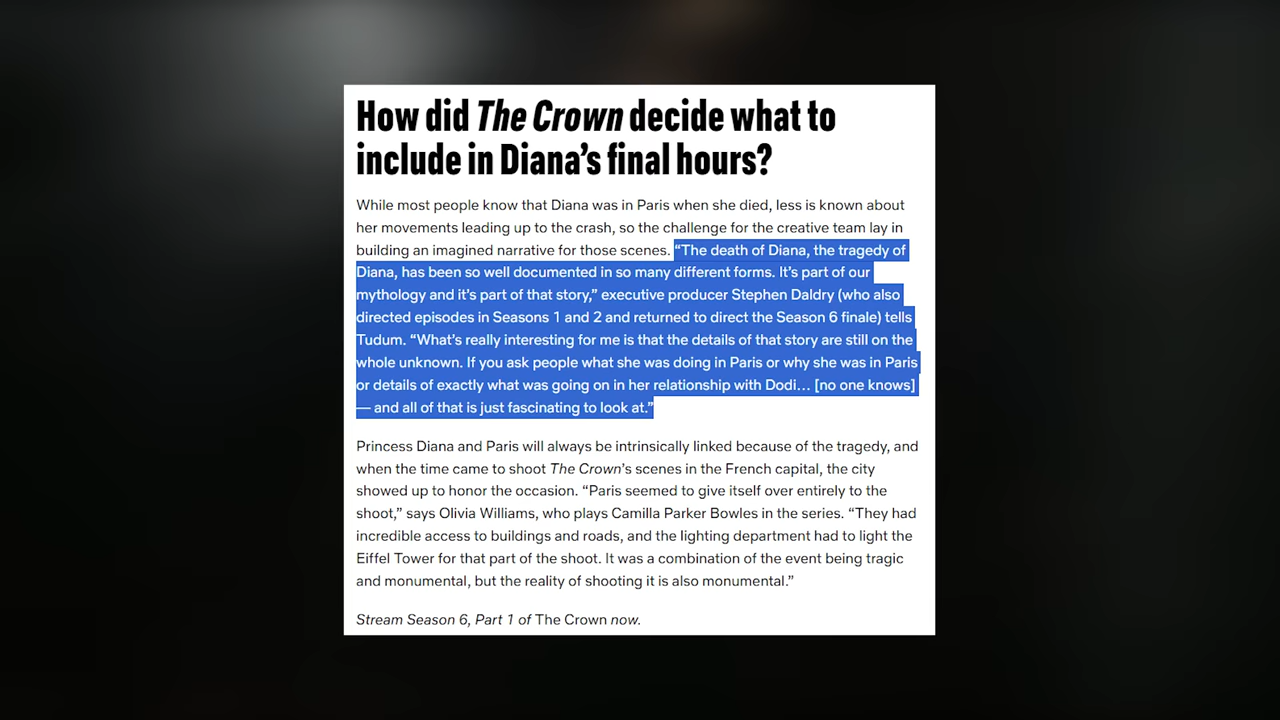 How did The Crown decide what to
include in Diana’s final hours?
While most people know that Diana was in Paris when she died, less is known about
her movements leading up to the crash, so the challenge for the creative team lay in
building an imagined narrative for those scenes. “The death of Diana, the tragedy of
Diana, has been so well documented in so many different forms. It’s part of our
mythology and it’s part of that story,” executive producer Stephen Daldry (who also
directed episodes in Seasons 1 and 2 and returned to direct the Season 6 finale) tells
Tudum. “What’s really interesting for me is that the details of that story are still on the
whole unknown. If you ask people what she was doing in Paris or why she was in Paris
or details of exactly what was going on in her relationship with Dodi… [no one knows]
— and all of that is just fascinating to look at.”
Princess Diana and Paris will always be intrinsically linked because of the tragedy, and
when the time came to shoot The Crown’s scenes in the French capital, the city
showed up to honor the occasion. “Paris seemed to give itself over entirely to the
shoot,” says Olivia Williams, who plays Camilla Parker Bowles in the series. “They had
incredible access to buildings and roads, and the lighting department had to light the
Eiffel Tower for that part of the shoot. It was a combination of the event being tragic
and monumental, but the reality of shooting it is also monumental.”
Stream Season 6, Part 1 of The Crown now.